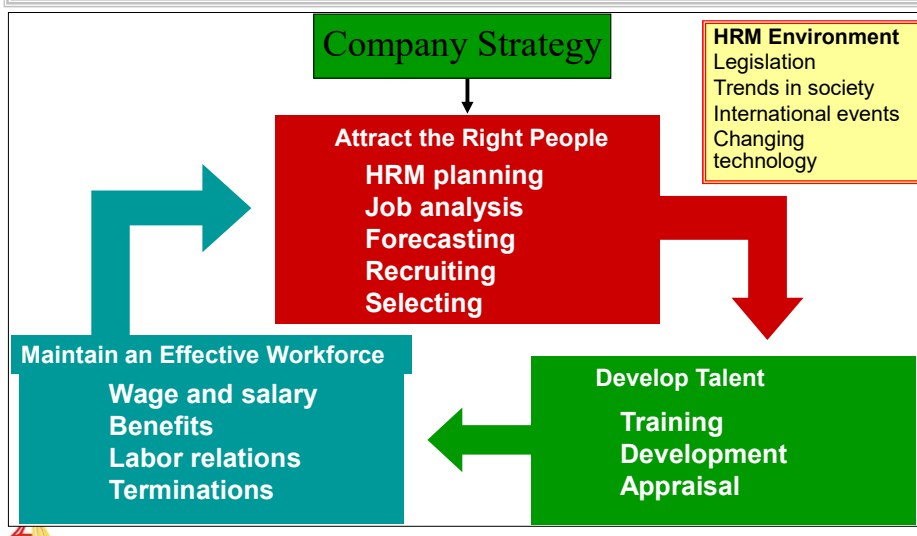 Company Strategy
HRM Environment
Legislation
Trends in society
International events
Changing
technology
Attract the Right People
HRM planning
Job analysis
Forecasting
Recruiting
Selecting
Maintain an Effective Workforce
Wage and salary
Benefits
Labor relations
Terminations
Develop Talent
Training
Development
Appraisal